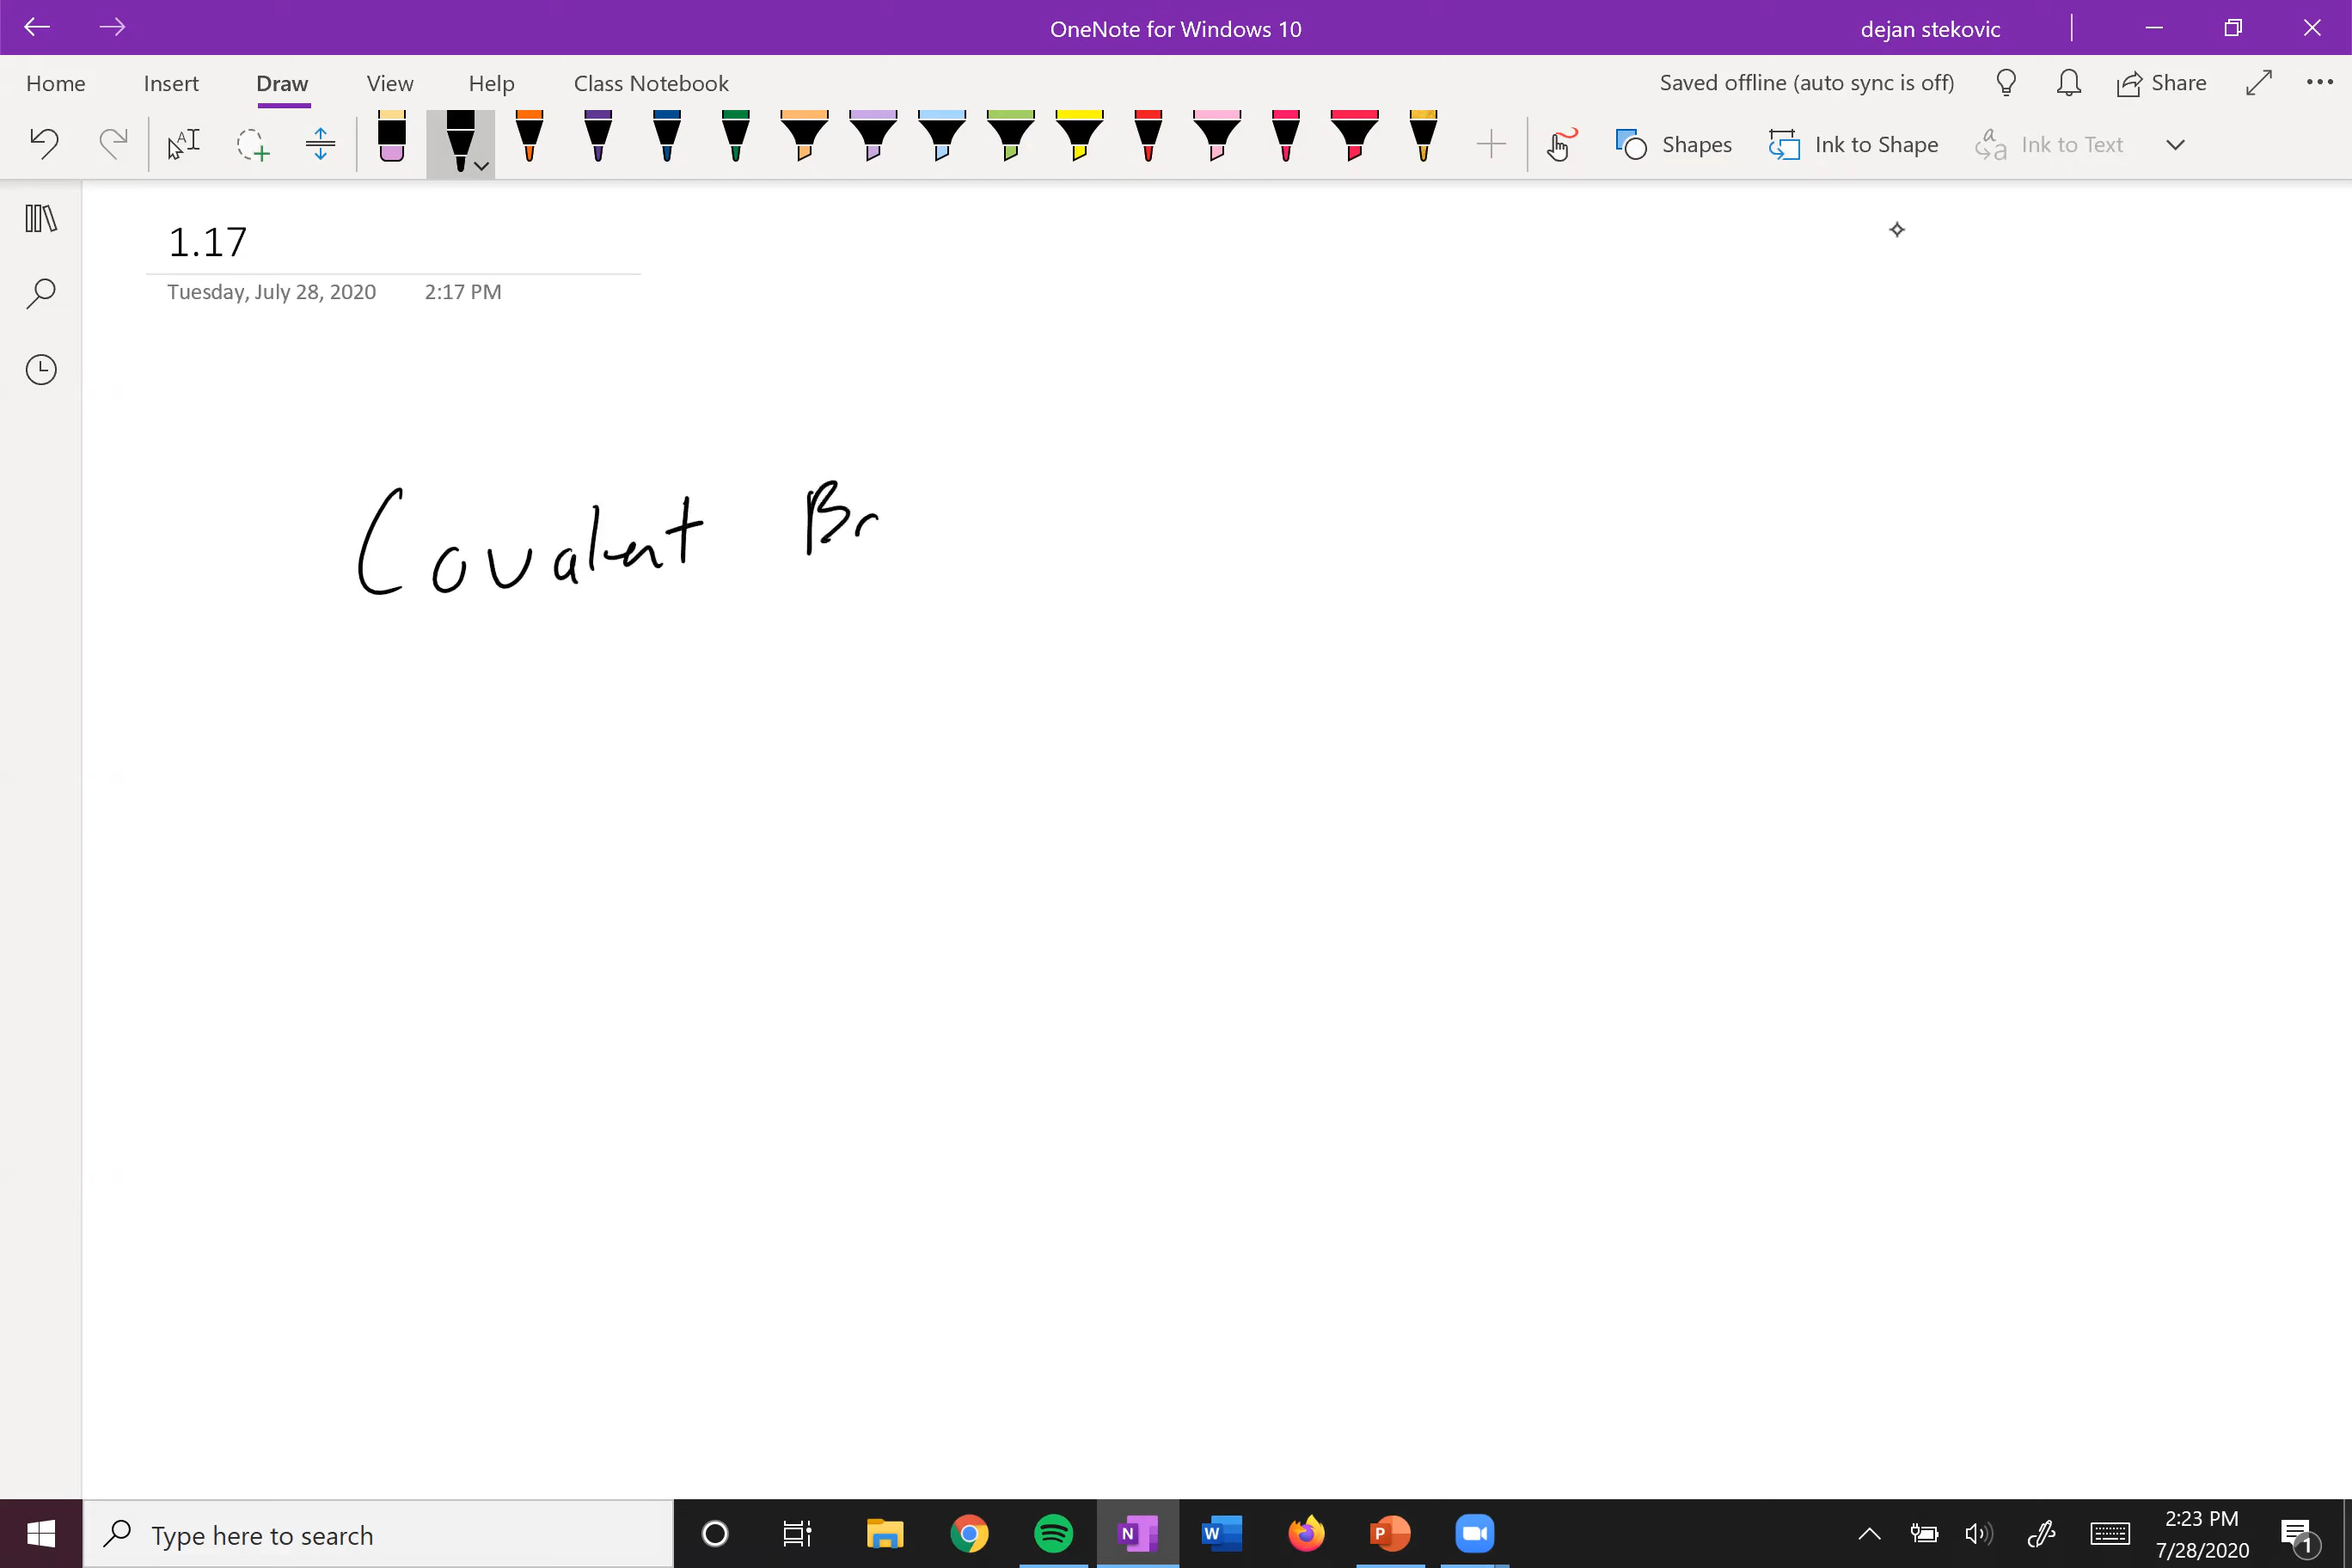 OneNote for Windows 10 dejan stekovic
Home Insert Draw View Help Class Notebook Saved offline (auto sync is off) Share
Shapes Ink to Shape Ink to Text
1.17
Tuesday, July 28, 2020 2:17 PM
Covalent Br
Type here to search
2:23 PM
7/28/2020
1